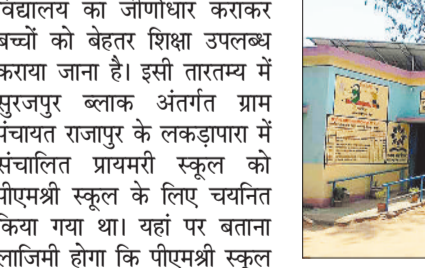 विद्यालय का जीर्णोधार कराकर
बच्चों को बेहतर शिक्षा उपलब्ध
कराया जाना है। इसी तारतम्य में
सुरजपुर ब्लाक अंतर्गत ग्राम
पंचायत राजापुर के लकड़ापारा में
संचालित प्रायमरी स्कूल को
पीएमश्री स्कूल के लिए चयनित
किया गया था। यहां पर बताना
लाजिमी होगा कि पीएमश्री स्कूल